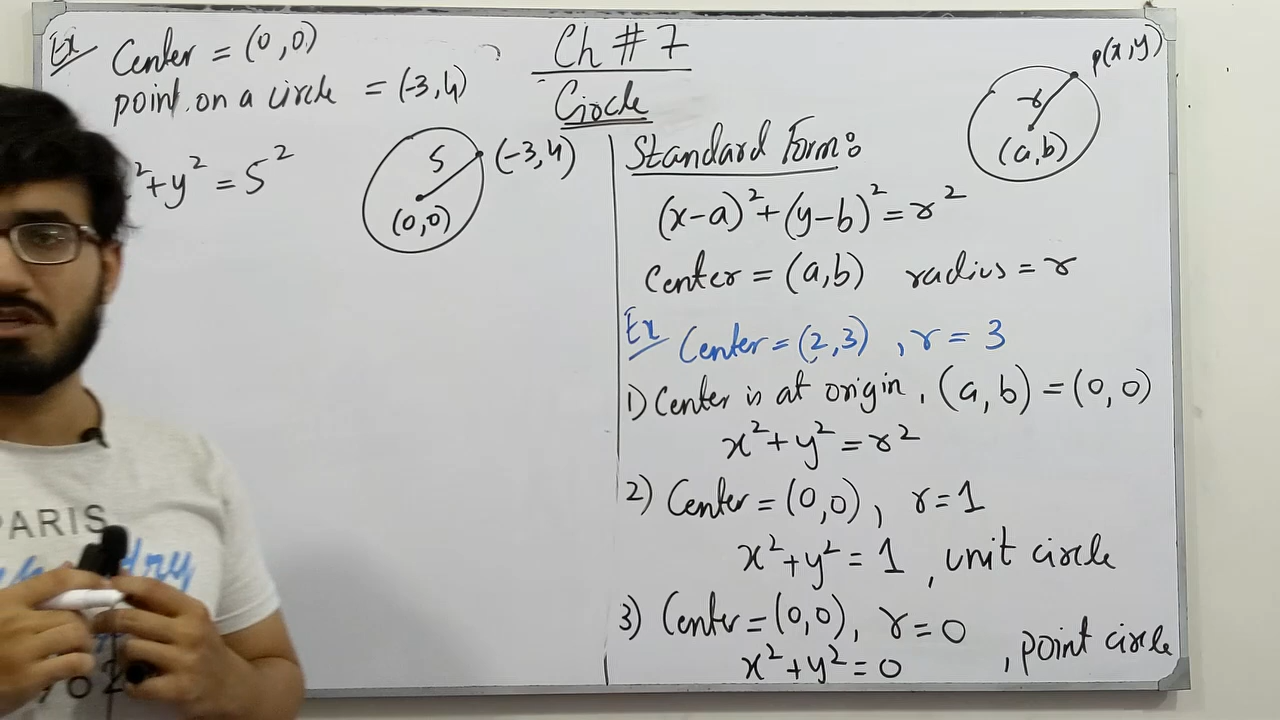 Ex Center = (0,0)
point on a circle = (-3,4)
²+y² = 5²
5
(-3,4)
(0,0)
Ch # 7
Circle
p(x,y)
r
(a,b)
Standard Form:
(x-a)²+(y-b)² = r²
Center = (a,b) radius = r
Ex Center = (2,3) , r = 3
1) Center is at origin, (a,b) = (0,0)
x²+y² = r²
2) Center = (0,0), r = 1
x²+y² = 1 , unit circle
3) Center = (0,0), r = 0
x²+y² = 0 , point circle
PARIS